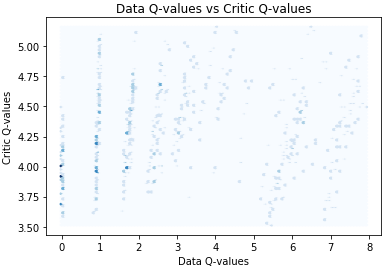 Data Q-values vs Critic Q-values
Critic Q-values
5.00
4.75
4.50
4.25
4.00
3.75
3.50
0 1 2 3 4 5 6 7 8
Data Q-values